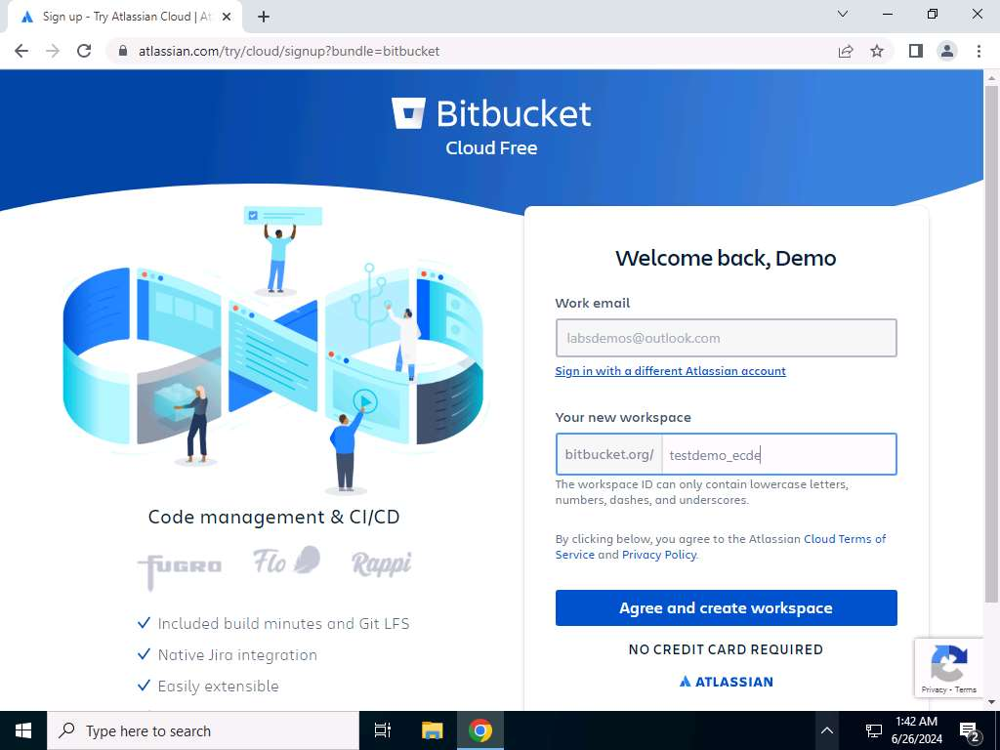 Sign up - Try Atlassian Cloud | At
atlassian.com/try/cloud/signup?bundle=bitbucket
Bitbucket
Cloud Free
Welcome back, Demo
Work email
labsdemos@outlook.com
Sign in with a different Atlassian account
Your new workspace
bitbucket.org/ testdemo_ecde
The workspace ID can only contain lowercase letters,
numbers, dashes, and underscores.
By clicking below, you agree to the Atlassian Cloud Terms of
Service and Privacy Policy.
Agree and create workspace
NO CREDIT CARD REQUIRED
ATLASSIAN
Code management & CI/CD
FUGRO Flo Rappi
Included build minutes and Git LFS
Native Jira integration
Easily extensible
Privacy - Terms
Type here to search
1:42 AM
6/26/2024
2